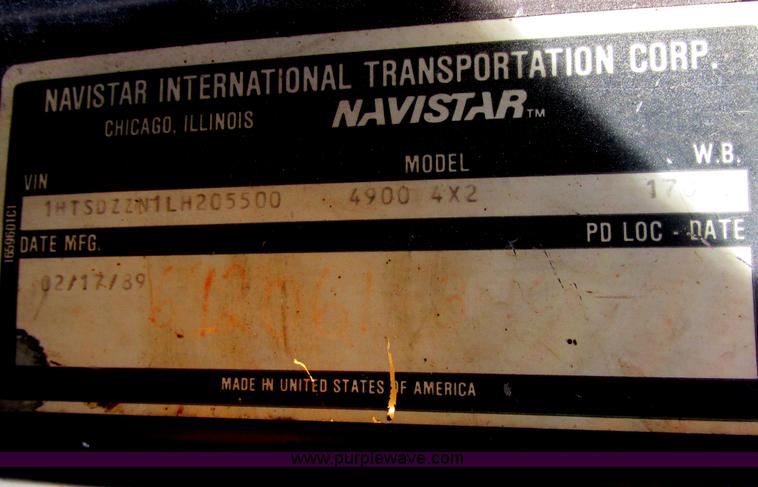 NAVISTAR INTERNATIONAL TRANSPORTATION CORP.
CHICAGO, ILLINOIS NAVISTAR™
VIN MODEL W.B.
1HTSDZZN1LH205500 4900 4X2
DATE MFG. PD LOC - DATE
02/17/89
1659601C1
MADE IN UNITED STATES OF AMERICA
www.purplewave.com